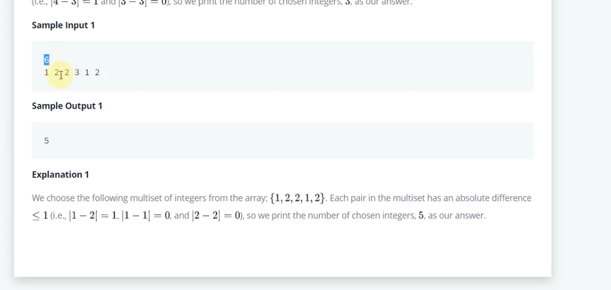 (i.e., |4 − 3| = 1 and |3 − 3| = 0), so we print the number of chosen integers, 3, as our answer.
Sample Input 1
6
1 2 2 3 1 2
Sample Output 1
5
Explanation 1
We choose the following multiset of integers from the array: {1, 2, 2, 1, 2}. Each pair in the multiset has an absolute difference
≤ 1 (i.e., |1 − 2| = 1, |1 − 1| = 0, and |2 − 2| = 0), so we print the number of chosen integers, 5, as our answer.